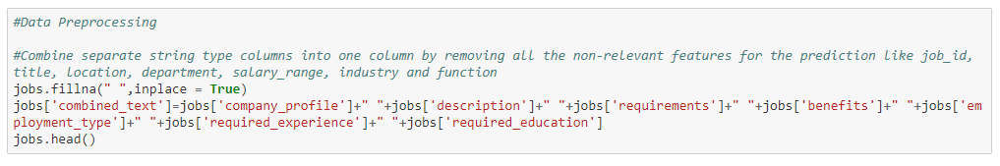 #Data Preprocessing
#Combine separate string type columns into one column by removing all the non-relevant features for the prediction like job_id,
title, location, department, salary_range, industry and function
jobs.fillna(" ",inplace = True)
jobs['combined_text']=jobs['company_profile']+" "+jobs['description']+" "+jobs['requirements']+" "+jobs['benefits']+" "+jobs['em
ployment_type']+" "+jobs['required_experience']+" "+jobs['required_education']
jobs.head()